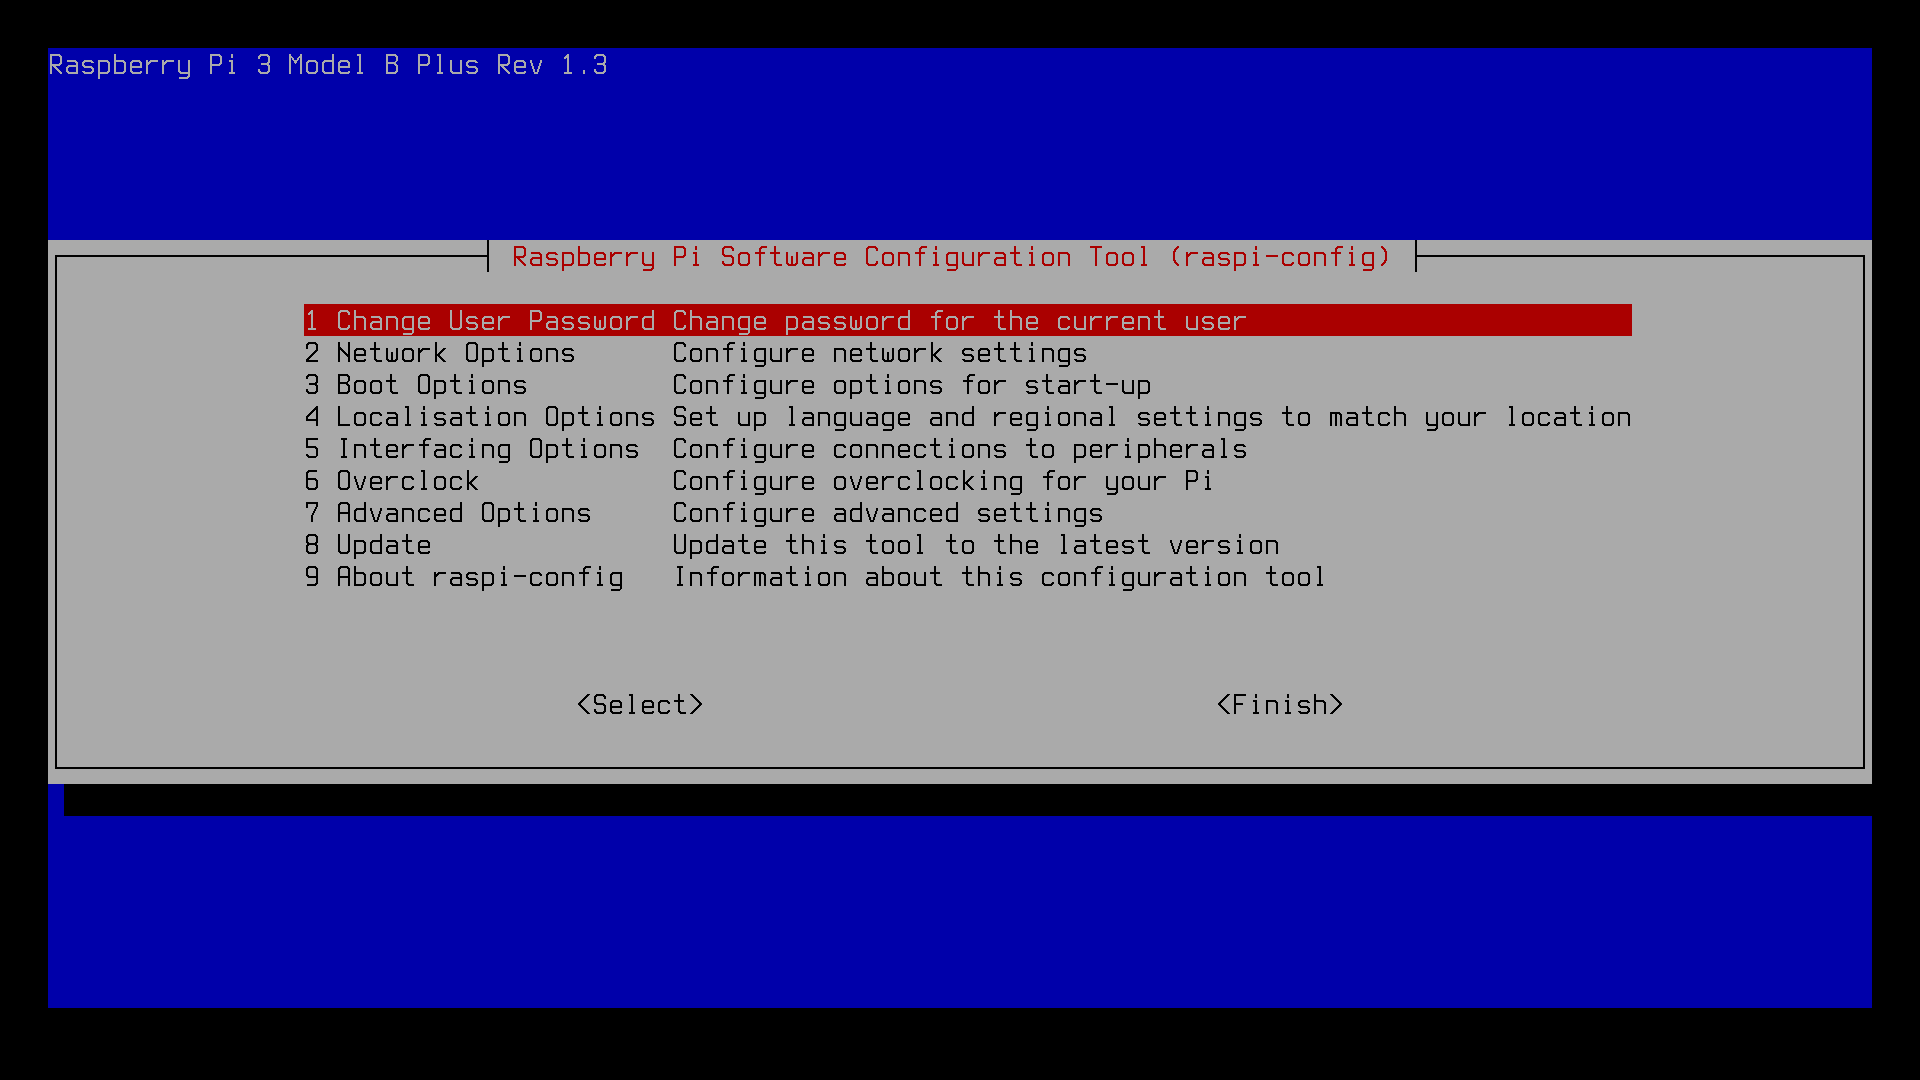 Raspberry Pi 3 Model B Plus Rev 1.3
Raspberry Pi Software Configuration Tool (raspi-config)
1 Change User Password Change password for the current user
2 Network Options Configure network settings
3 Boot Options Configure options for start-up
4 Localisation Options Set up language and regional settings to match your location
5 Interfacing Options Configure connections to peripherals
6 Overclock Configure overclocking for your Pi
7 Advanced Options Configure advanced settings
8 Update Update this tool to the latest version
9 About raspi-config Information about this configuration tool
<Select> <Finish>